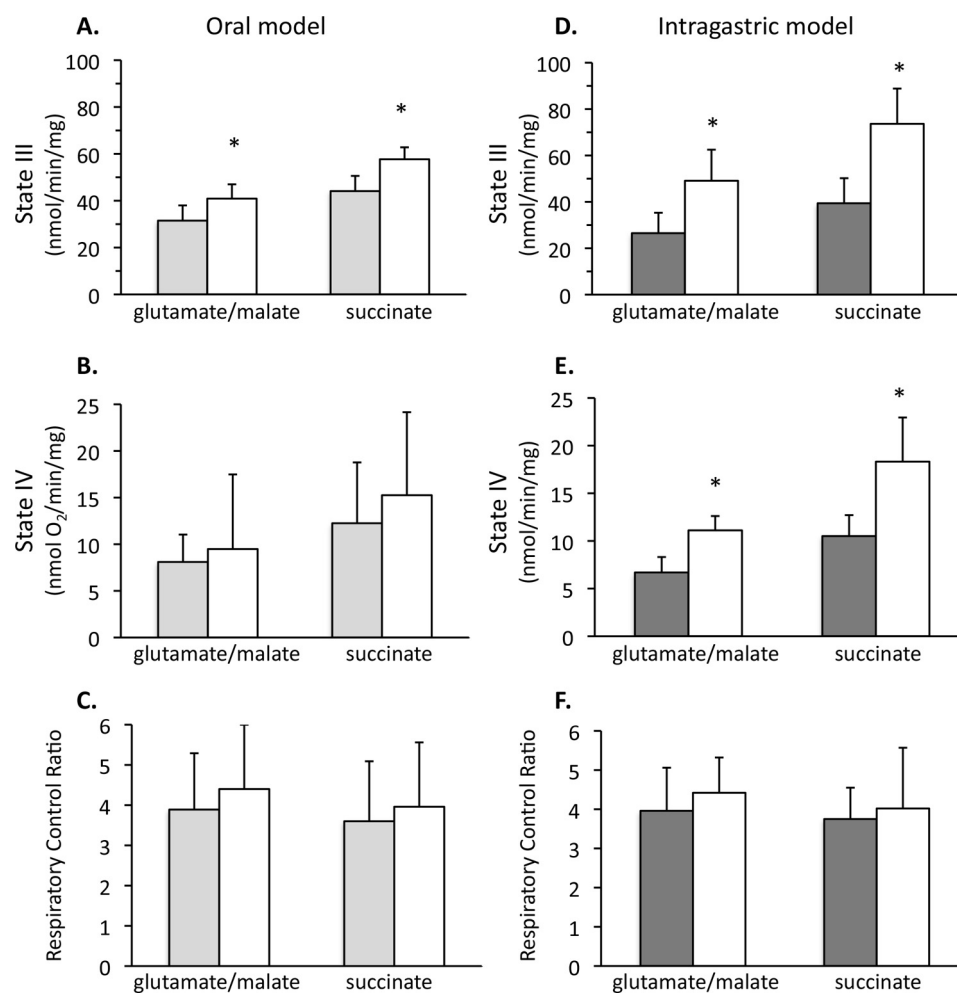 A. Oral model
State III
(nmol/min/mg)
100
80
60
40
20
0
*
*
glutamate/malate succinate
D. Intragastric model
State III
(nmol/min/mg)
100
80
60
40
20
0
*
*
glutamate/malate succinate
B.
State IV
(nmol O₂/min/mg)
25
20
15
10
5
0
glutamate/malate succinate
E.
State IV
(nmol/min/mg)
25
20
15
10
5
0
*
*
glutamate/malate succinate
C.
Respiratory Control Ratio
6
5
4
3
2
1
0
glutamate/malate succinate
F.
Respiratory Control Ratio
6
5
4
3
2
1
0
glutamate/malate succinate